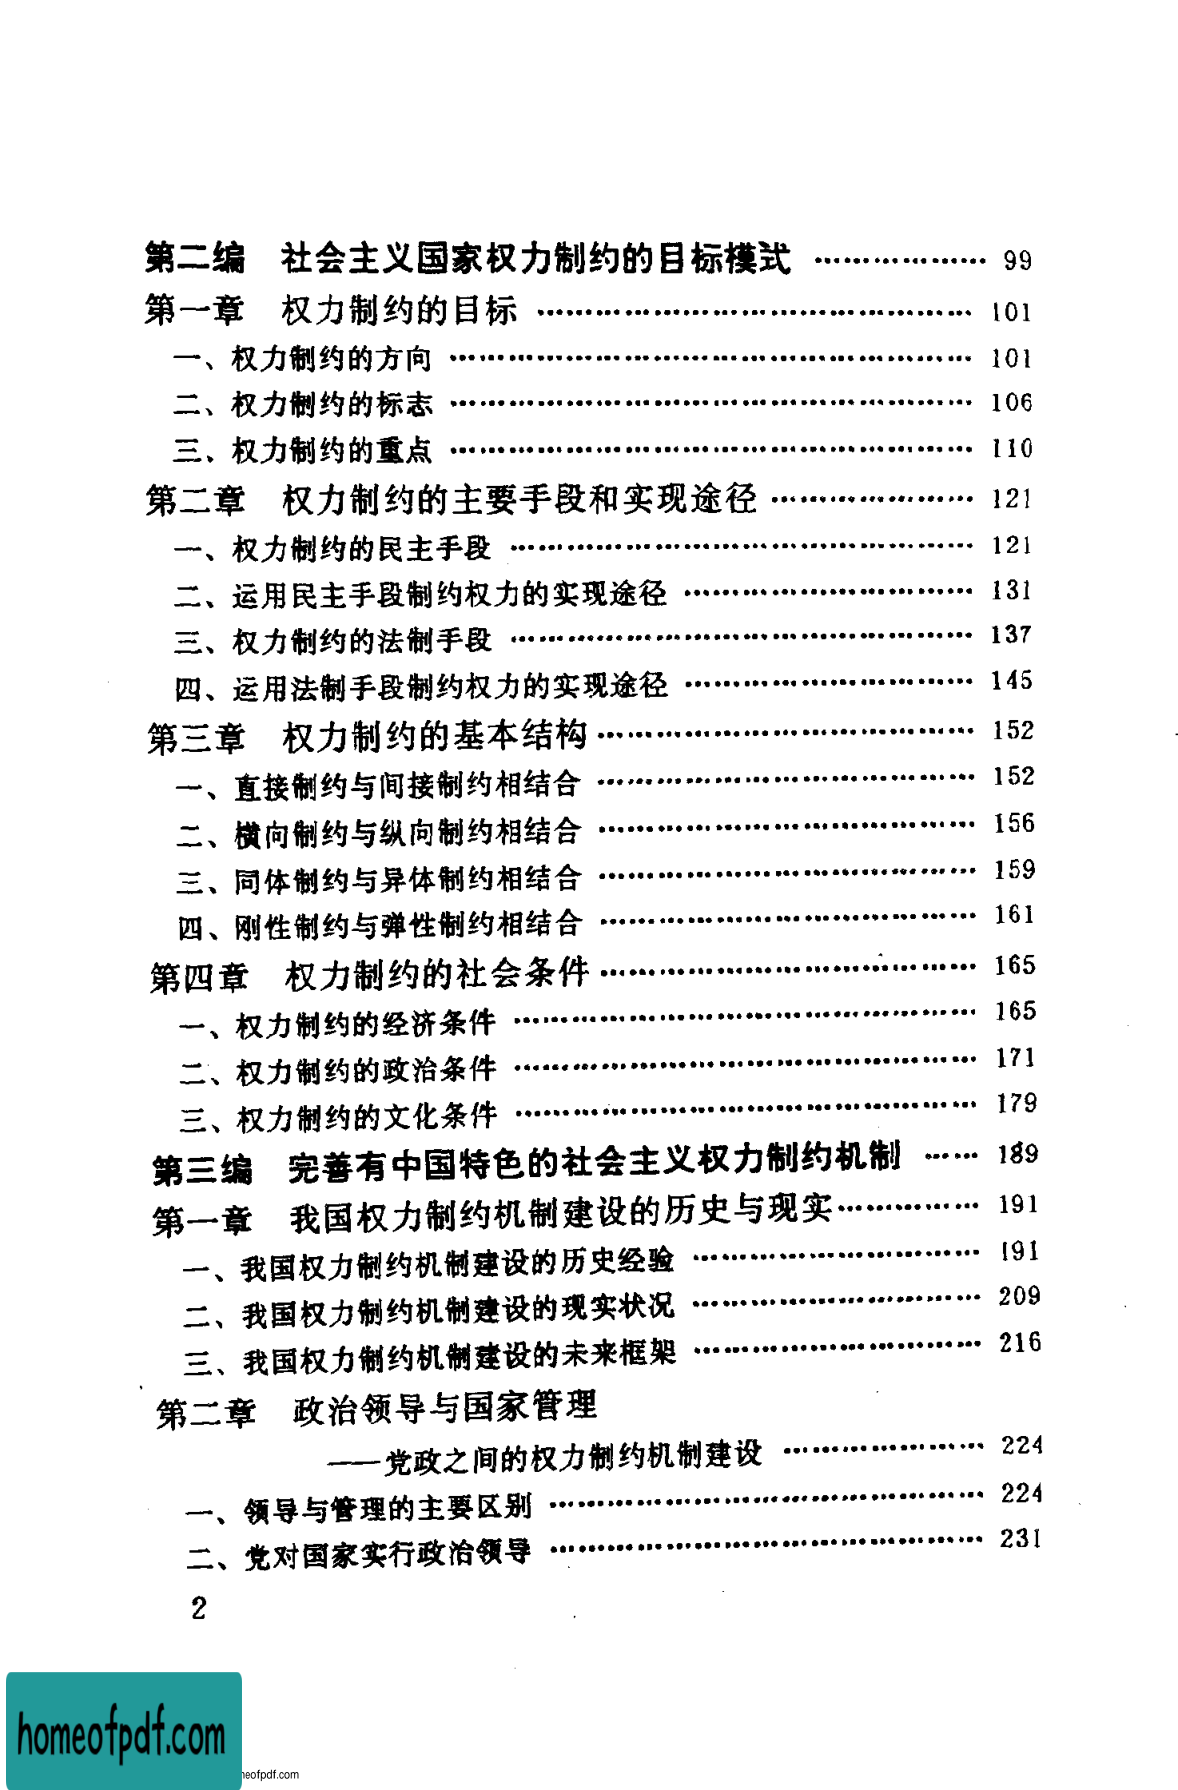 第二编　社会主义国家权力制约的目标模式 ⋯⋯⋯⋯⋯⋯ 99
第一章　权力制约的目标 ⋯⋯⋯⋯⋯⋯⋯⋯⋯⋯⋯⋯ 101
一、权力制约的方向 ⋯⋯⋯⋯⋯⋯⋯⋯⋯⋯⋯⋯⋯⋯ 101
二、权力制约的标志 ⋯⋯⋯⋯⋯⋯⋯⋯⋯⋯⋯⋯⋯⋯ 106
三、权力制约的重点 ⋯⋯⋯⋯⋯⋯⋯⋯⋯⋯⋯⋯⋯⋯ 110
第二章　权力制约的主要手段和实现途径 ⋯⋯⋯⋯⋯⋯⋯ 121
一、权力制约的民主手段 ⋯⋯⋯⋯⋯⋯⋯⋯⋯⋯⋯⋯ 121
二、运用民主手段制约权力的实现途径 ⋯⋯⋯⋯⋯⋯⋯⋯ 131
三、权力制约的法制手段 ⋯⋯⋯⋯⋯⋯⋯⋯⋯⋯⋯⋯ 137
四、运用法制手段制约权力的实现途径 ⋯⋯⋯⋯⋯⋯⋯⋯ 145
第三章　权力制约的基本结构 ⋯⋯⋯⋯⋯⋯⋯⋯⋯⋯ 152
一、直接制约与间接制约相结合 ⋯⋯⋯⋯⋯⋯⋯⋯⋯⋯ 152
二、横向制约与纵向制约相结合 ⋯⋯⋯⋯⋯⋯⋯⋯⋯⋯ 156
三、同体制约与异体制约相结合 ⋯⋯⋯⋯⋯⋯⋯⋯⋯⋯ 159
四、刚性制约与弹性制约相结合 ⋯⋯⋯⋯⋯⋯⋯⋯⋯⋯ 161
第四章　权力制约的社会条件 ⋯⋯⋯⋯⋯⋯⋯⋯⋯⋯ 165
一、权力制约的经济条件 ⋯⋯⋯⋯⋯⋯⋯⋯⋯⋯⋯⋯ 165
二、权力制约的政治条件 ⋯⋯⋯⋯⋯⋯⋯⋯⋯⋯⋯⋯ 171
三、权力制约的文化条件 ⋯⋯⋯⋯⋯⋯⋯⋯⋯⋯⋯⋯ 179
第三编　完善有中国特色的社会主义权力制约机制 ⋯⋯ 189
第一章　我国权力制约机制建设的历史与现实 ⋯⋯⋯⋯⋯ 191
一、我国权力制约机制建设的历史经验 ⋯⋯⋯⋯⋯⋯⋯⋯ 191
二、我国权力制约机制建设的现实状况 ⋯⋯⋯⋯⋯⋯⋯⋯ 209
三、我国权力制约机制建设的未来框架 ⋯⋯⋯⋯⋯⋯⋯⋯ 216
第二章　政治领导与国家管理
——党政之间的权力制约机制建设 ⋯⋯⋯⋯⋯⋯⋯ 224
一、领导与管理的主要区别 ⋯⋯⋯⋯⋯⋯⋯⋯⋯⋯⋯ 224
二、党对国家实行政治领导 ⋯⋯⋯⋯⋯⋯⋯⋯⋯⋯⋯ 231
2
homeofpdf.com
eofpdf.com